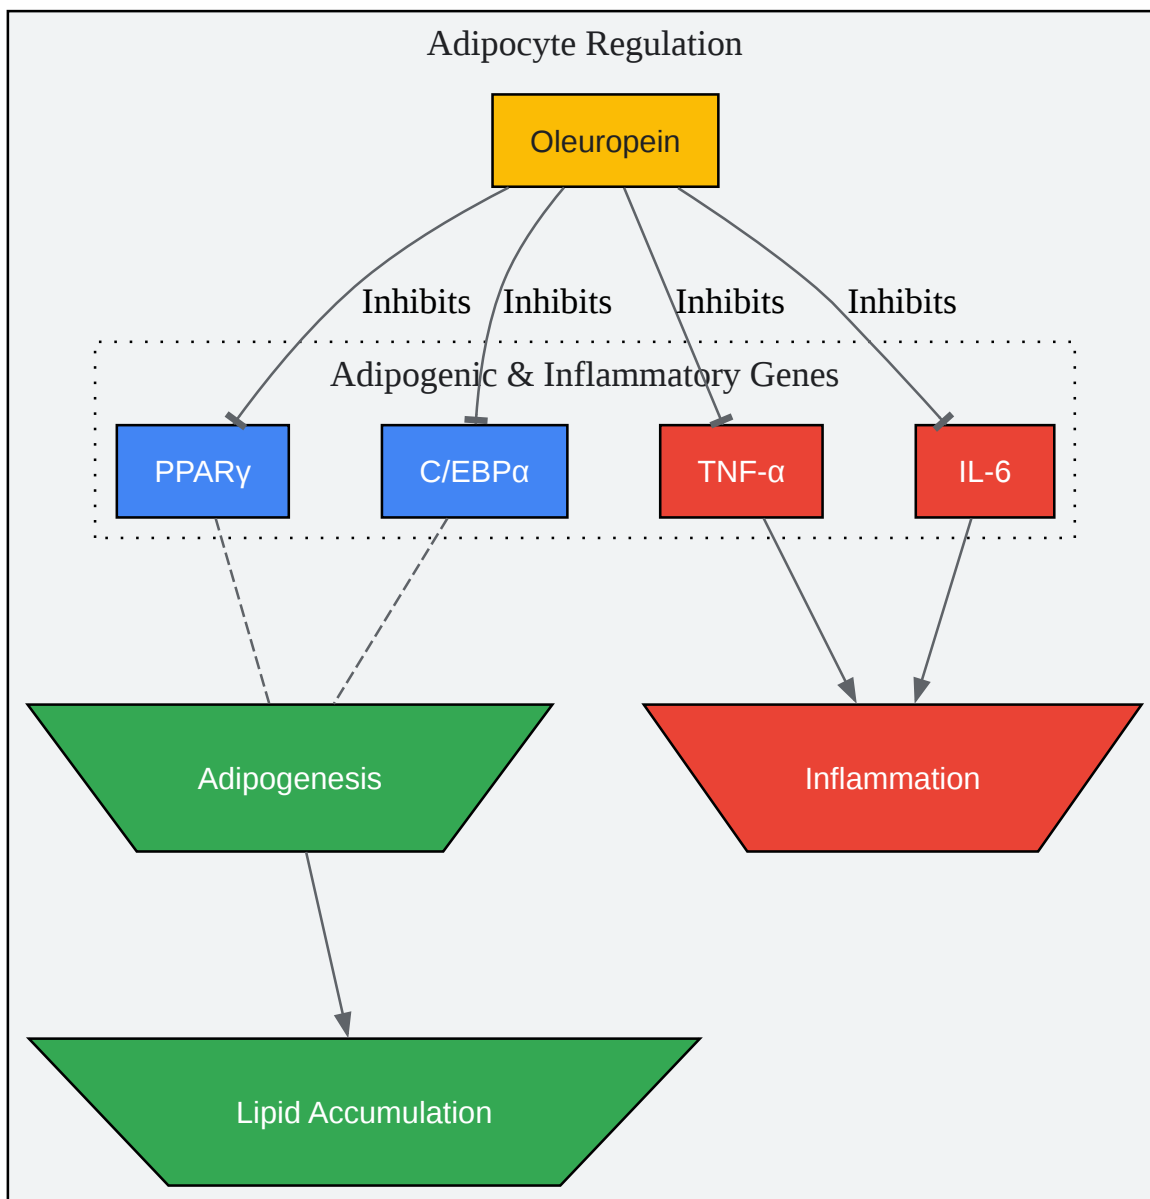 Adipocyte Regulation
Oleuropein
Inhibits
Inhibits
Inhibits
Inhibits
Adipogenic & Inflammatory Genes
PPARγ
C/EBPα
TNF-α
IL-6
Adipogenesis
Inflammation
Lipid Accumulation